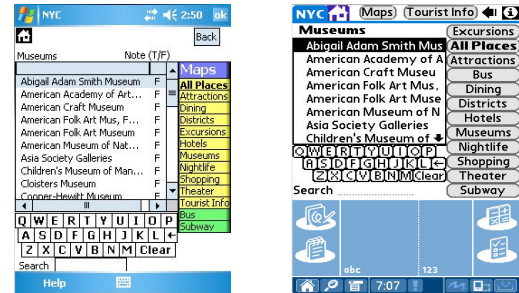 NYC 2:50 ok
Back
Museums Note (T/F)
Abigail Adam Smith Museum F
American Academy of Art... F
American Craft Museum F
American Folk Art Mus, F... F
American Folk Art Museum F
American Museum of Nat... F
Asia Society Galleries F
Children's Museum of Man... F
Cloisters Museum F
Cooper-Hewitt Museum F
Maps
All Places
Attractions
Dining
Districts
Excursions
Hotels
Museums
Nightlife
Shopping
Theater
Tourist Info
Bus
Subway
Q W E R T Y U I O P
A S D F G H J K L ←
Z X C V B N M Clear
Search
Help
NYC Maps Tourist Info
Museums
Abigail Adam Smith Mus
American Academy of A
American Craft Museu
American Folk Art Mus,
American Folk Art Muse
American Museum of N
Asia Society Galleries
Children's Museum of
Excursions
All Places
Attractions
Bus
Dining
Districts
Hotels
Museums
Nightlife
Shopping
Theater
Subway
Q W E R T Y U I O P
A S D F G H J K L ←
Z X C V B N M Clear
Search
abc 123
7:07